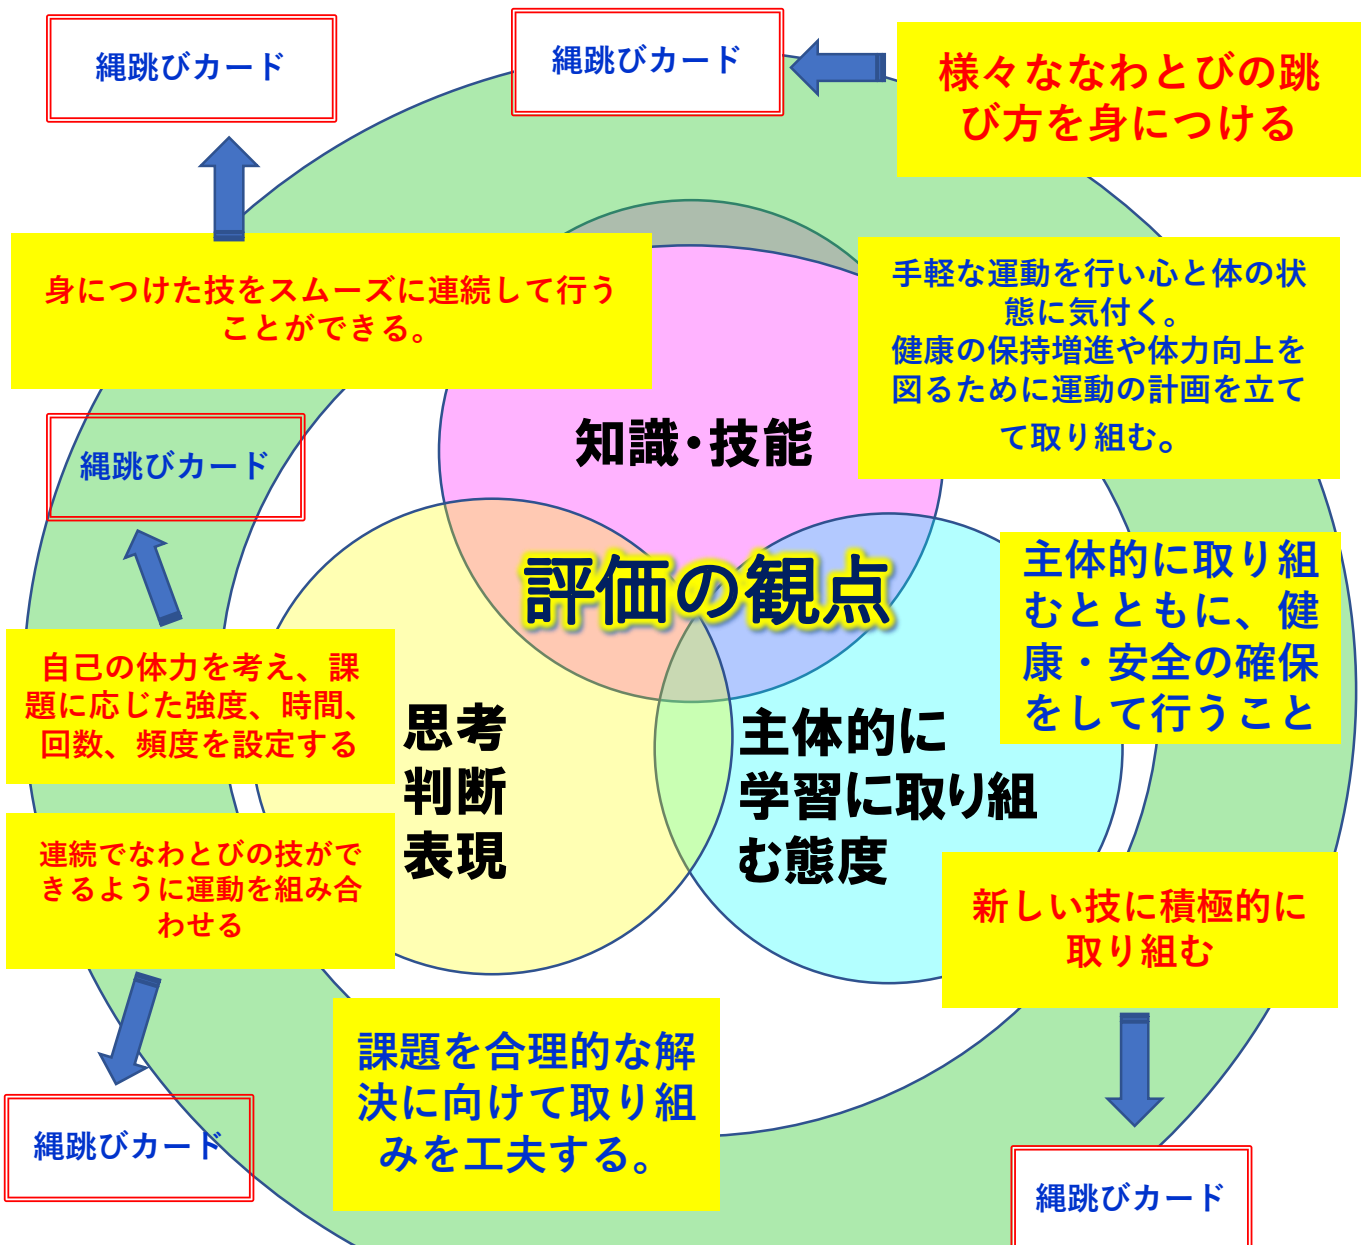 縄跳びカード
縄跳びカード
様々ななわとびの跳
び方を身につける
身につけた技をスムーズに連続して行う
ことができる。
手軽な運動を行い心と体の状
態に気付く。
健康の保持増進や体力向上を
図るために運動の計画を立て
て取り組む。
知識・技能
縄跳びカード
評価の観点
主体的に取り組
むとともに、健
康・安全の確保
をして行うこと
自己の体力を考え、課
題に応じた強度、時間、
回数、頻度を設定する
思考
判断
表現
主体的に
学習に取り組
む態度
連続でなわとびの技がで
きるように運動を組み合
わせる
新しい技に積極的に
取り組む
課題を合理的な解
決に向けて取り組
みを工夫する。
縄跳びカード
縄跳びカード